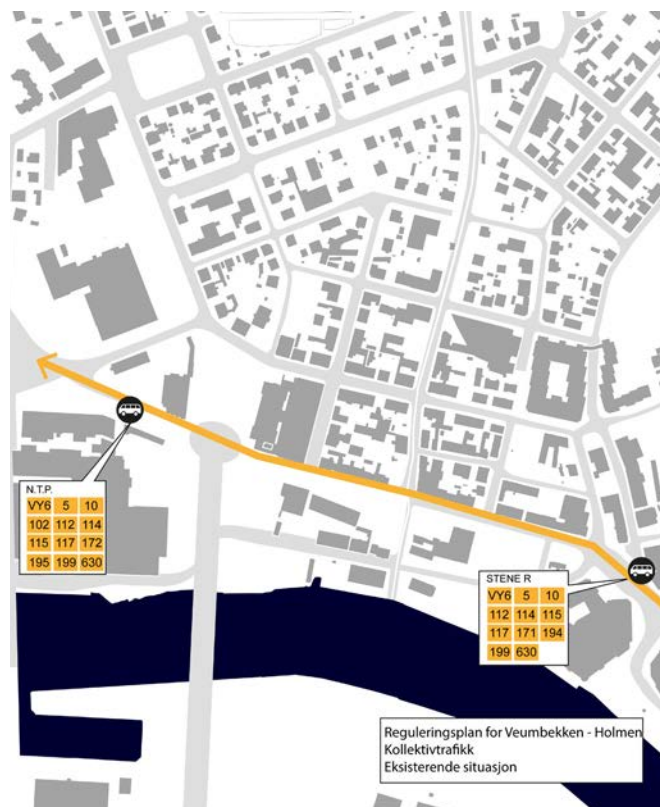 N.T.P.
VY6 5 10
102 112 114
115 117 172
195 199 630
STENE R
VY6 5 10
112 114 115
117 171 194
199 630
Reguleringsplan for Veumbekken - Holmen
Kollektivtrafikk
Eksisterende situasjon